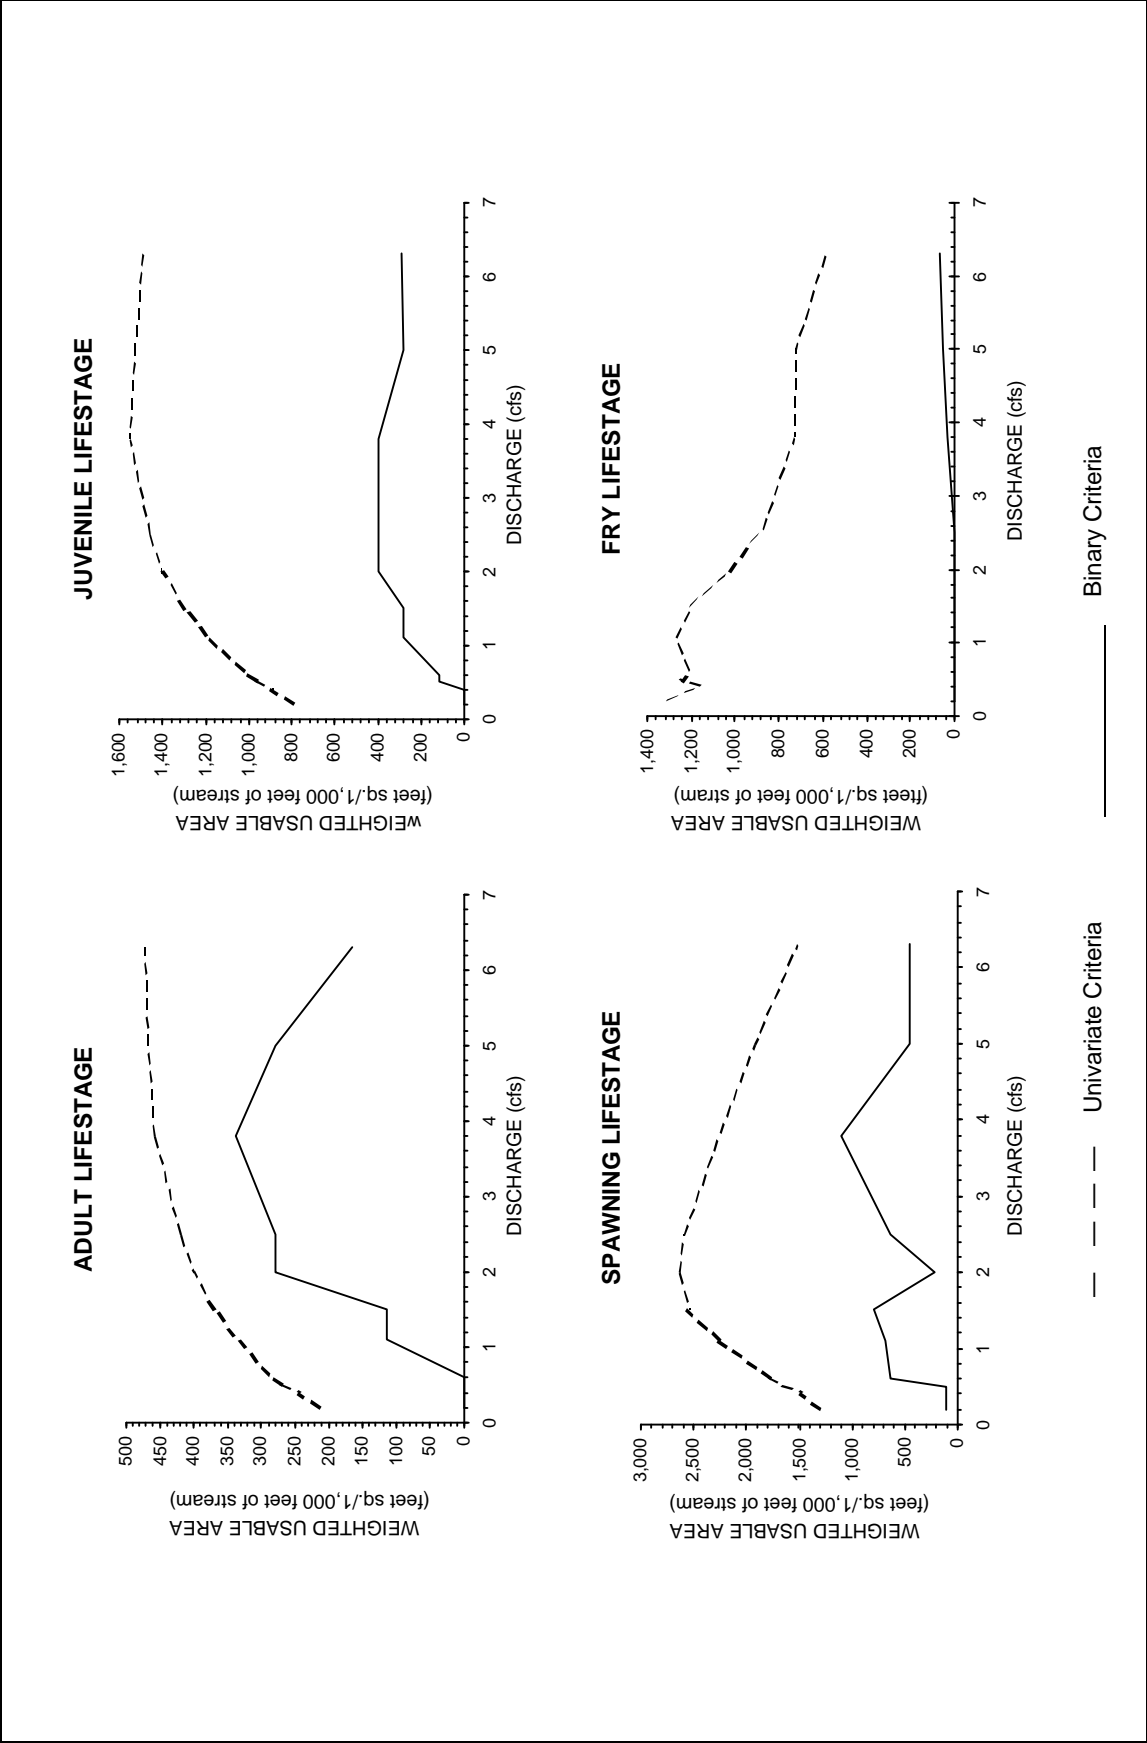 ADULT LIFESTAGE
WEIGHTED USABLE AREA
(feet sq./1,000 feet of stream)
500
450
400
350
300
250
200
150
100
50
0
0 1 2 3 4 5 6 7
DISCHARGE (cfs)
JUVENILE LIFESTAGE
WEIGHTED USABLE AREA
(feet sq./1,000 feet of stream)
1,600
1,400
1,200
1,000
800
600
400
200
0
0 1 2 3 4 5 6 7
DISCHARGE (cfs)
SPAWNING LIFESTAGE
WEIGHTED USABLE AREA
(feet sq./1,000 feet of stream)
3,000
2,500
2,000
1,500
1,000
500
0
0 1 2 3 4 5 6 7
DISCHARGE (cfs)
FRY LIFESTAGE
WEIGHTED USABLE AREA
(fteet sq./1,000 feet of stram)
1,400
1,200
1,000
800
600
400
200
0
0 1 2 3 4 5 6 7
DISCHARGE (cfs)
Univariate Criteria
Binary Criteria